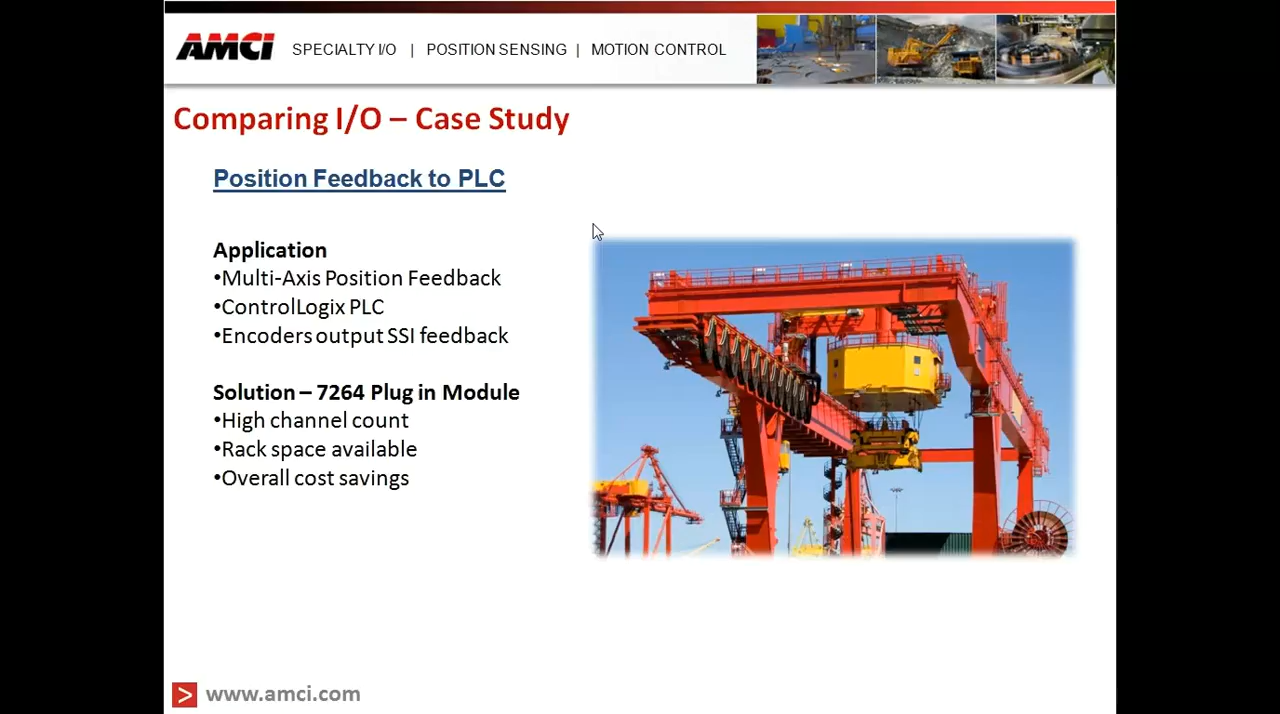 AMCI SPECIALTY I/O | POSITION SENSING | MOTION CONTROL
Comparing I/O – Case Study
Position Feedback to PLC
Application
•Multi-Axis Position Feedback
•ControlLogix PLC
•Encoders output SSI feedback
Solution – 7264 Plug in Module
•High channel count
•Rack space available
•Overall cost savings
> www.amci.com